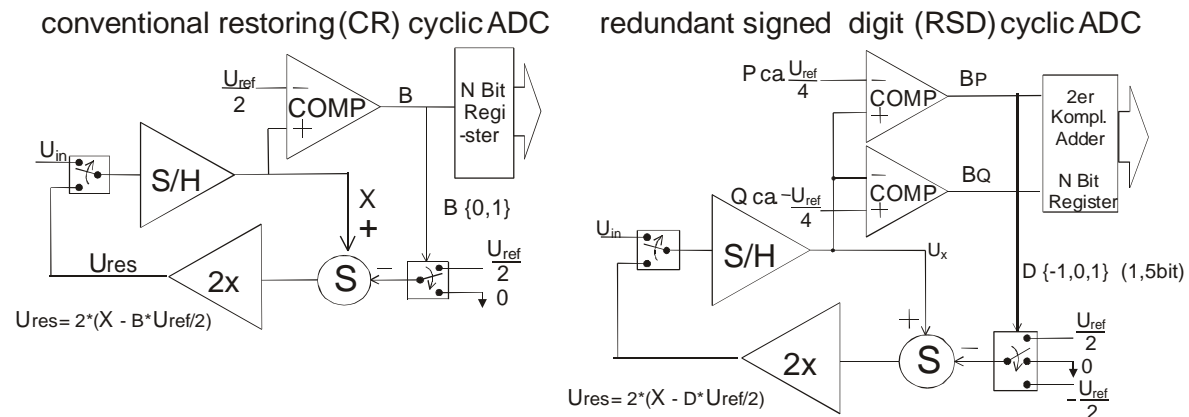 conventional restoring (CR) cyclic ADC
Uref
2
−
COMP
+
B
N Bit
Regi
-ster
Uin
S/H
X
+
B {0,1}
Ures
2x
S
−
Uref
2
0
Ures= 2*(X - B*Uref/2)
redundant signed digit (RSD) cyclic ADC
P ca Uref
4
−
COMP
+
BP
2er
Kompl.
Adder
N Bit
Register
−
COMP
+
BQ
Q ca -Uref
4
Uin
S/H
Ux
D {-1,0,1} (1,5bit)
+
2x
S
−
Uref
2
0
-Uref
2
Ures= 2*(X - D*Uref/2)